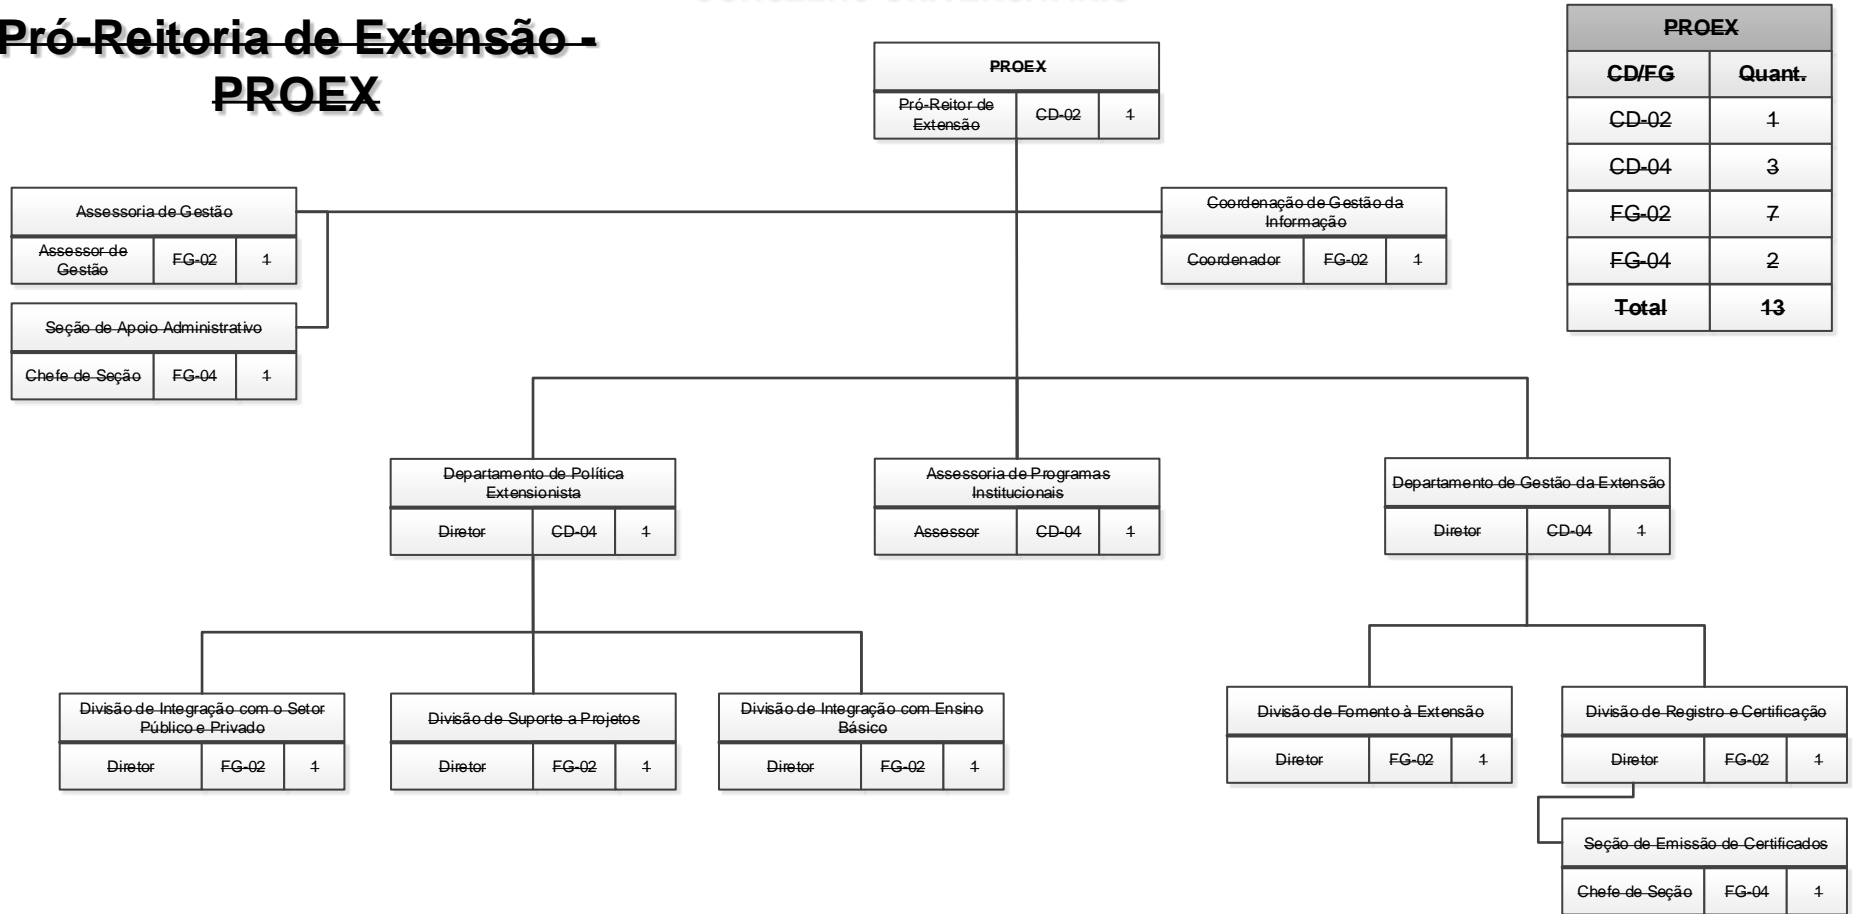 Pró-Reitoria de Extensão -
PROEX
PROEX
Pró-Reitor de
Extensão
CD-02
1
PROEX
CD/FG Quant.
CD-02 1
CD-04 3
FG-02 7
FG-04 2
Total 13
Assessoria de Gestão
Assessor de
Gestão
FG-02
1
Seção de Apoio Administrativo
Chefe de Seção FG-04 1
Coordenação de Gestão da
Informação
Coordenador FG-02 1
Departamento de Política
Extensionista
Diretor CD-04 1
Assessoria de Programas
Institucionais
Assessor CD-04 1
Departamento de Gestão da Extensão
Diretor CD-04 1
Divisão de Integração com o Setor
Público e Privado
Diretor FG-02 1
Divisão de Suporte a Projetos
Diretor FG-02 1
Divisão de Integração com Ensino
Básico
Diretor FG-02 1
Divisão de Fomento à Extensão
Diretor FG-02 1
Divisão de Registro e Certificação
Diretor FG-02 1
Seção de Emissão de Certificados
Chefe de Seção FG-04 1